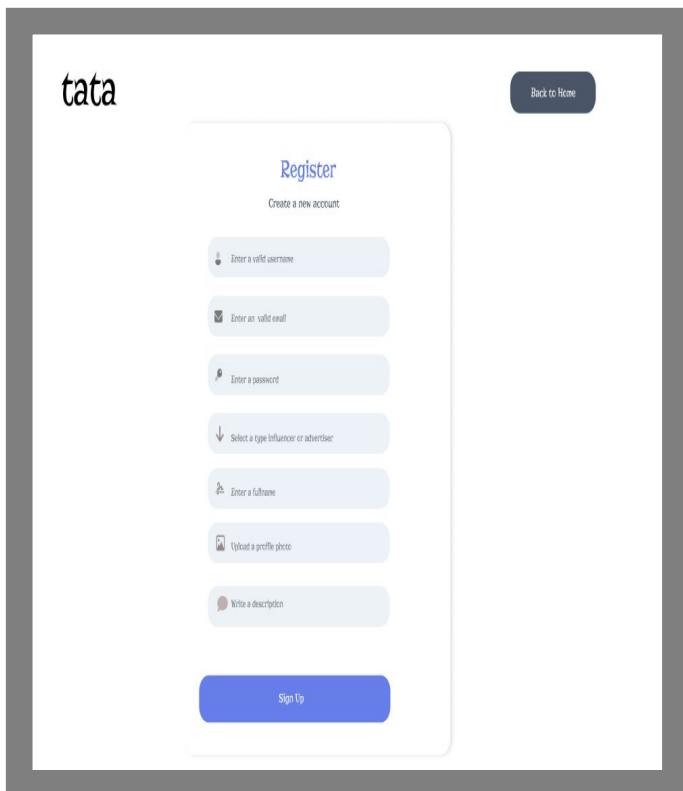 tata
Back to Home
Register
Create a new account
Enter a valid username
Enter an valid email
Enter a password
Select a type influencer or advertiser
Enter a fullname
Upload a profile photo
Write a description
Sign Up